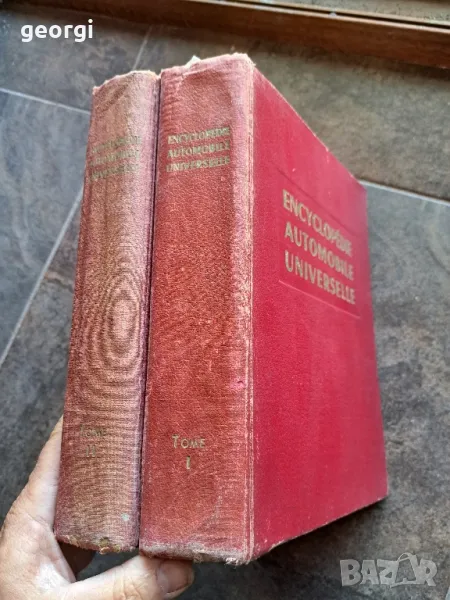 georgi
ENCYCLOPÉDIE
AUTOMOBILE
UNIVERSELLE
TOME
II
ENCYCLOPÉDIE
AUTOMOBILE
UNIVERSELLE
TOME
I
ENCYCLOPÉDIE
AUTOMOBILE
UNIVERSELLE
BAZAR